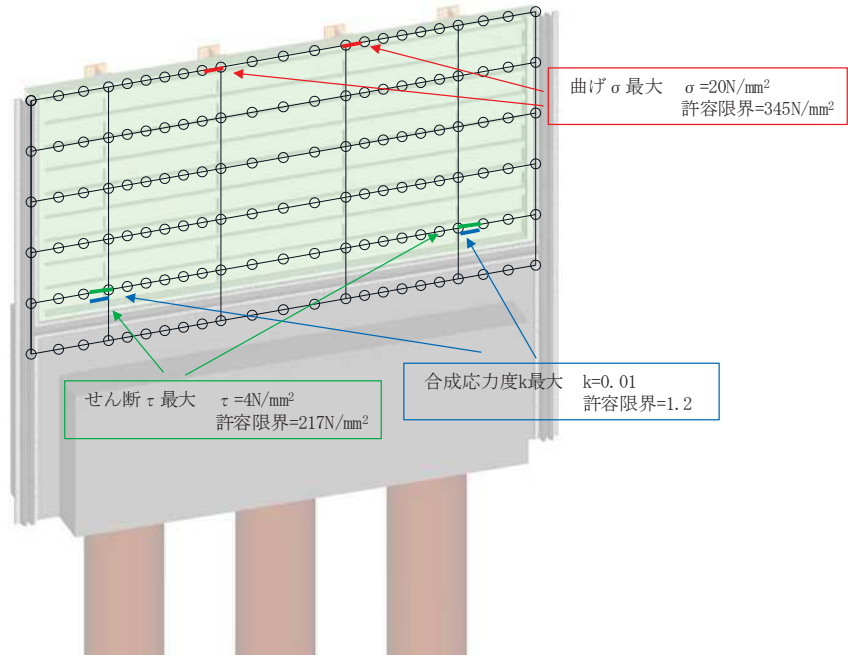 曲げσ最大　σ=20N/mm²
許容限界=345N/mm²
せん断τ最大　τ=4N/mm²
許容限界=217N/mm²
合成応力度k最大　k=0.01
許容限界=1.2